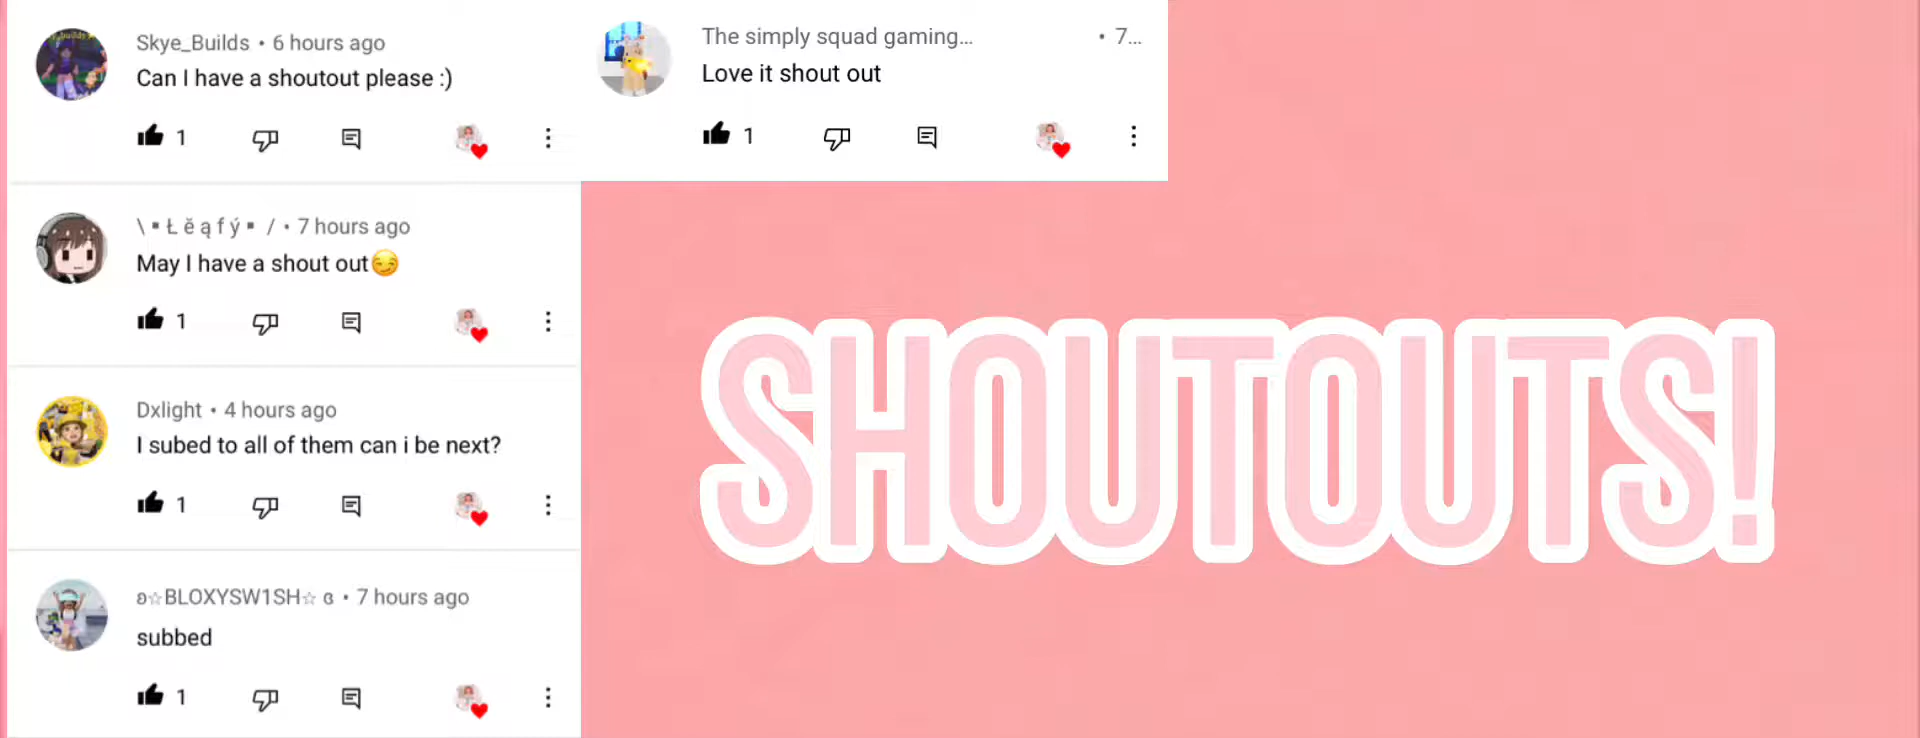 Skye_Builds • 6 hours ago
Can I have a shoutout please :)
1
The simply squad gaming... • 7...
Love it shout out
1
\ ▪ Ł ĕ ą f ý ▪ / • 7 hours ago
May I have a shout out😏
1
Dxlight • 4 hours ago
I subed to all of them can i be next?
1
ʚ☆BLOXYSW1SH☆ ɞ • 7 hours ago
subbed
1
SHOUTOUTS!